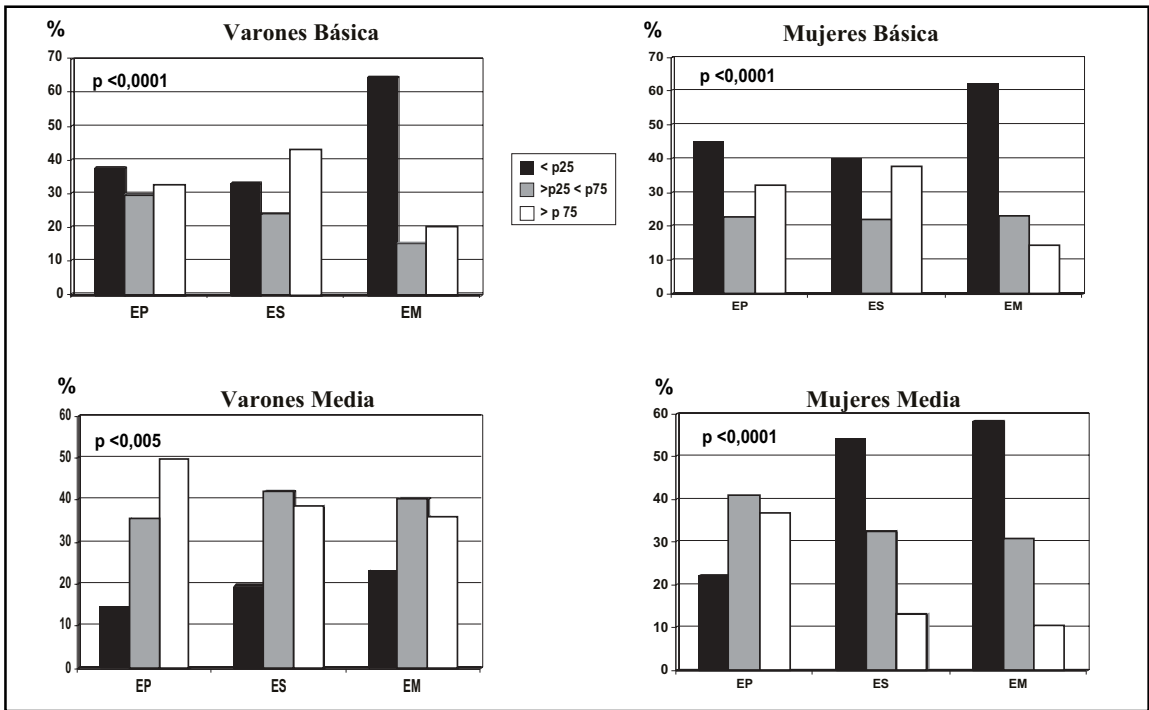 %
Varones Básica
p <0,0001
70
60
50
40
30
20
10
0
EP ES EM
< p25
>p25 < p75
> p 75
%
Mujeres Básica
p <0,0001
70
60
50
40
30
20
10
0
EP ES EM
%
Varones Media
p <0,005
60
50
40
30
20
10
0
EP ES EM
%
Mujeres Media
p <0,0001
60
50
40
30
20
10
0
EP ES EM